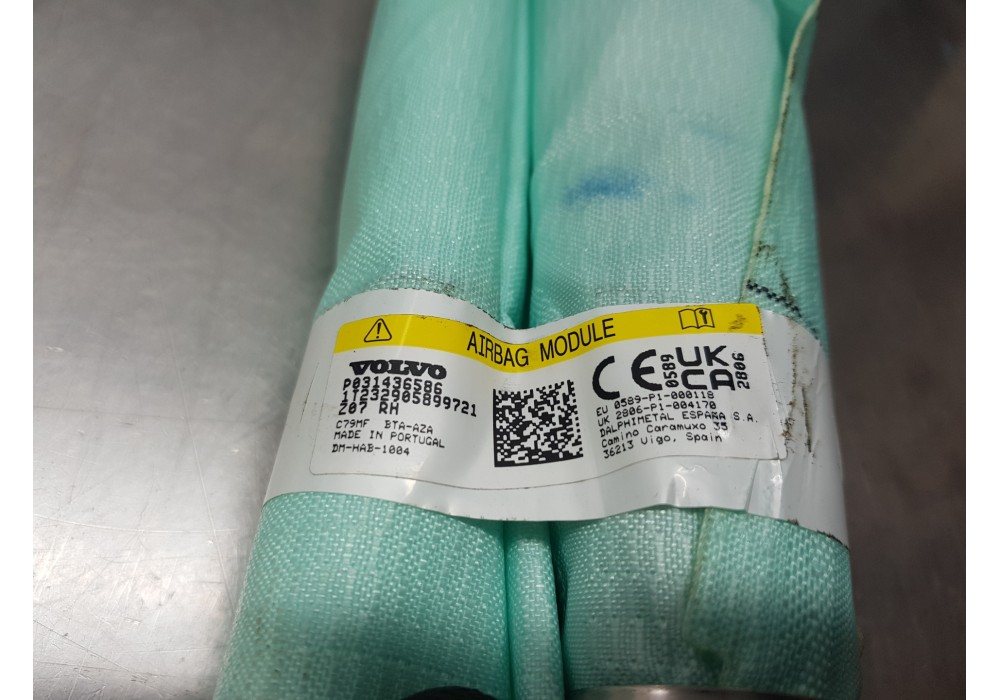 AIRBAG MODULE
VOLVO
P031436586
1T232905899721
Z07 RH
C79MF BTA-AZA
MADE IN PORTUGAL
DM-HAB-1004
CE 0589
UK CA 2806
EU 0589-P1-000118
UK 2806-P1-004170
DALPHIMETAL ESPAÑA S.A.
Camino Caramuxo 35
36213 Vigo, Spain